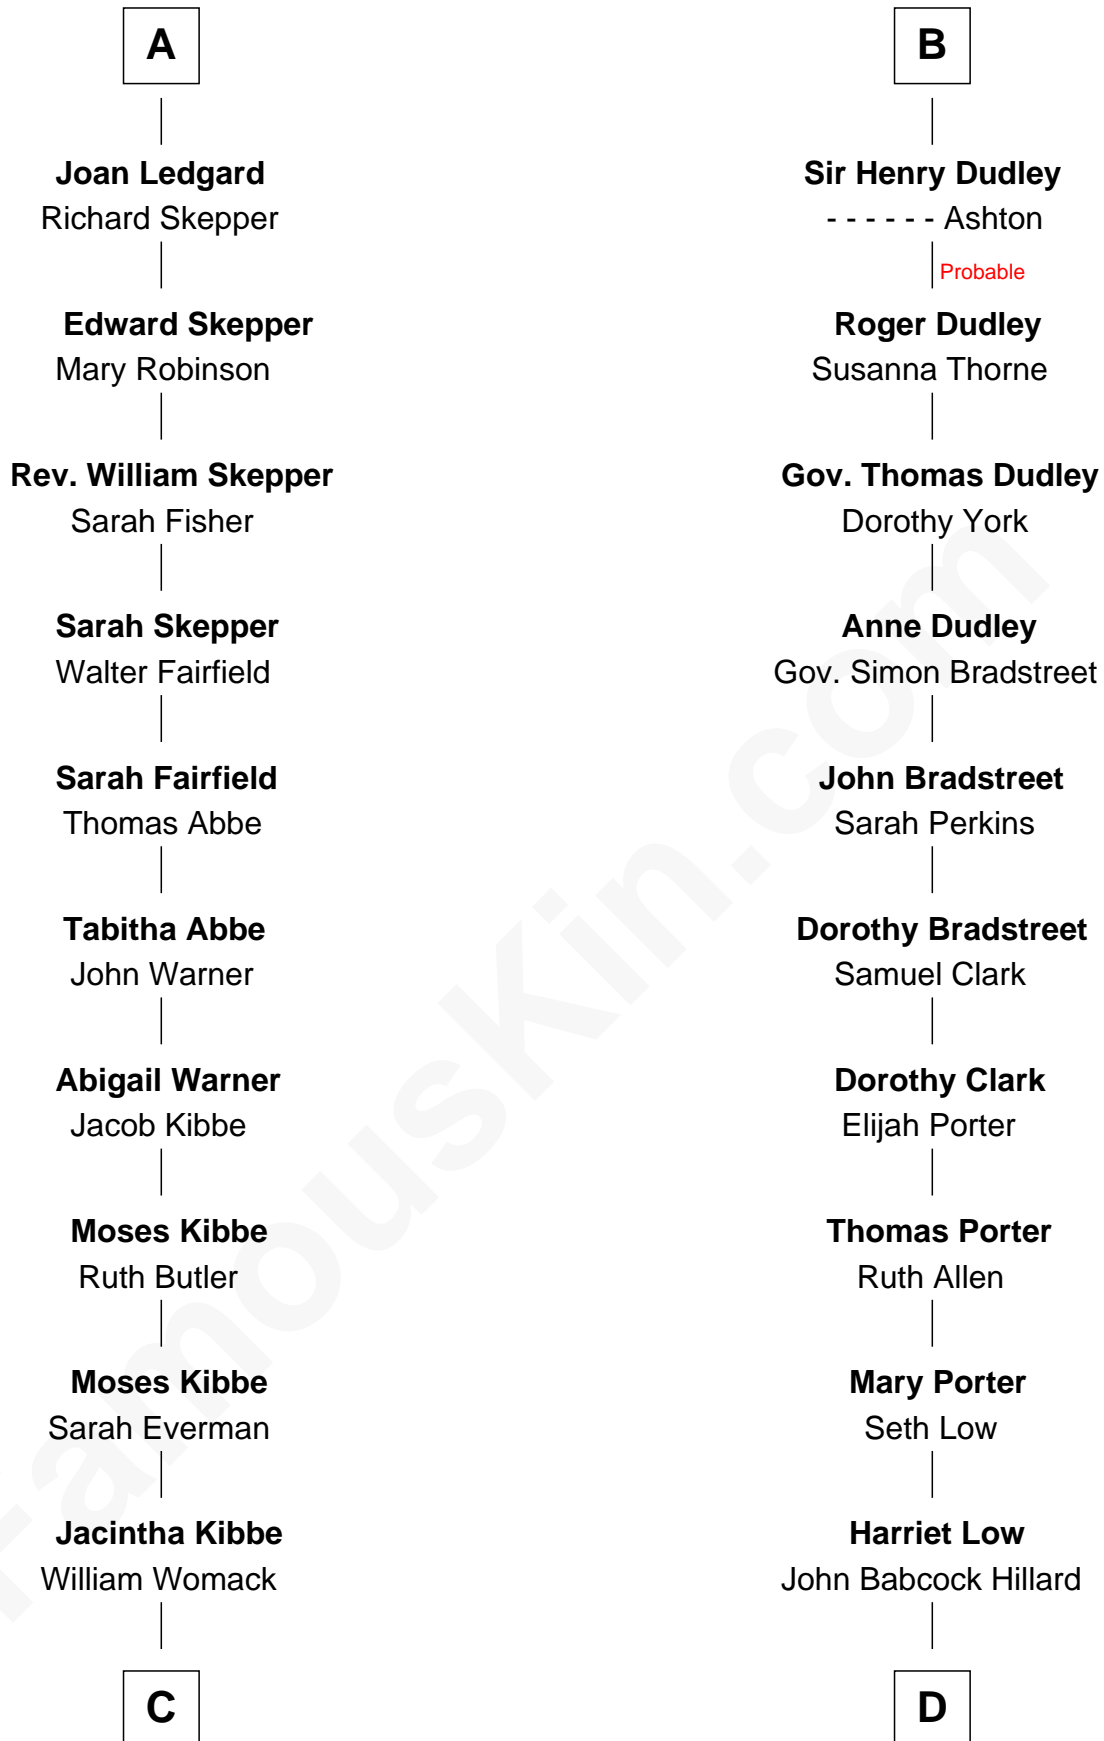 A
Joan Ledgard
Richard Skepper
Edward Skepper
Mary Robinson
Rev. William Skepper
Sarah Fisher
Sarah Skepper
Walter Fairfield
Sarah Fairfield
Thomas Abbe
Tabitha Abbe
John Warner
Abigail Warner
Jacob Kibbe
Moses Kibbe
Ruth Butler
Moses Kibbe
Sarah Everman
Jacintha Kibbe
William Womack
C
B
Sir Henry Dudley
- - - - - - Ashton
Probable
Roger Dudley
Susanna Thorne
Gov. Thomas Dudley
Dorothy York
Anne Dudley
Gov. Simon Bradstreet
John Bradstreet
Sarah Perkins
Dorothy Bradstreet
Samuel Clark
Dorothy Clark
Elijah Porter
Thomas Porter
Ruth Allen
Mary Porter
Seth Low
Harriet Low
John Babcock Hillard
D
FamousKin.com